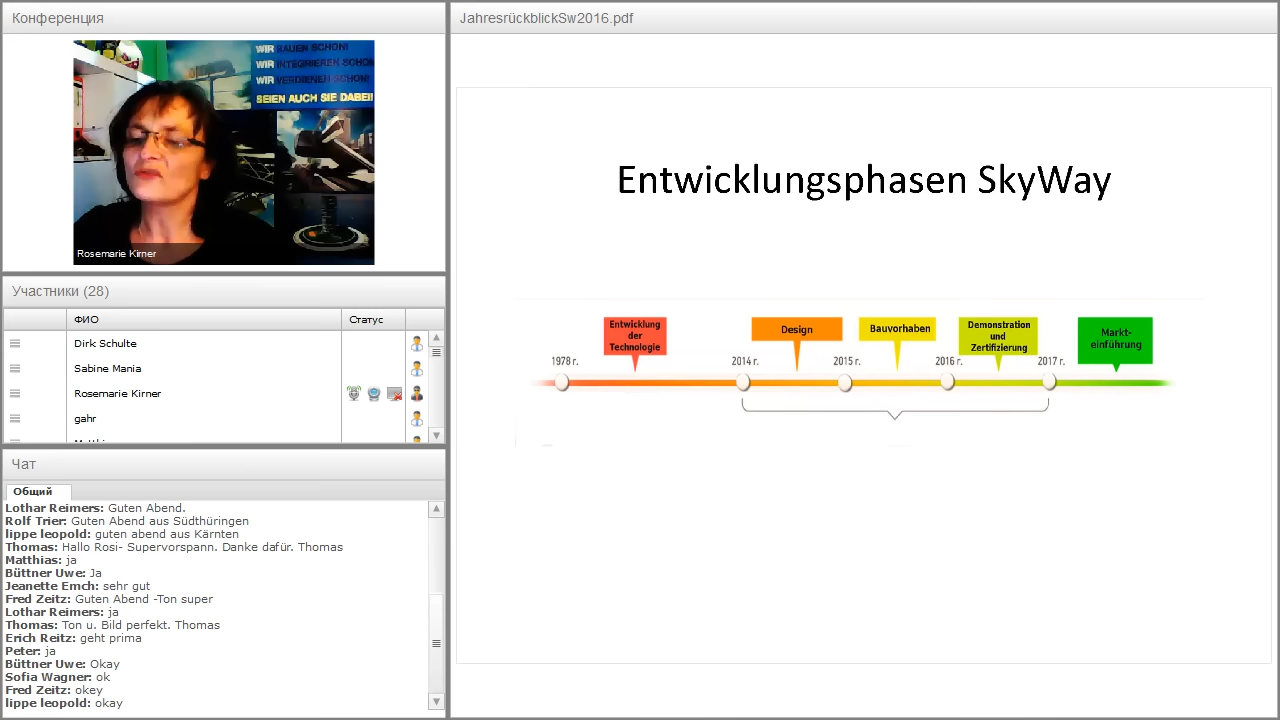 Конференция
WIR BAUEN SCHON!
WIR INTEGRIEREN SCHON
WIR VERDIENEN SCHON!
SEIEN AUCH SIE DABEI!
Rosemarie Kirner
Участники (28)
ФИО Статус
Dirk Schulte
Sabine Mania
Rosemarie Kirner
gahr
Чат
Общий
Lothar Reimers: Guten Abend.
Rolf Trier: Guten Abend aus Südthüringen
lippe leopold: guten abend aus Kärnten
Thomas: Hallo Rosi- Supervorspann. Danke dafür. Thomas
Matthias: ja
Büttner Uwe: Ja
Jeanette Emch: sehr gut
Fred Zeitz: Guten Abend -Ton super
Lothar Reimers: ja
Thomas: Ton u. Bild perfekt. Thomas
Erich Reitz: geht prima
Peter: ja
Büttner Uwe: Okay
Sofia Wagner: ok
Fred Zeitz: okey
lippe leopold: okay
JahresrückblickSw2016.pdf
Entwicklungsphasen SkyWay
Entwicklung
der
Technologie
Design
Bauvorhaben
Demonstration
und
Zertifizierung
Markt-
einführung
1978 г. 2014 г. 2015 г. 2016 г. 2017 г.